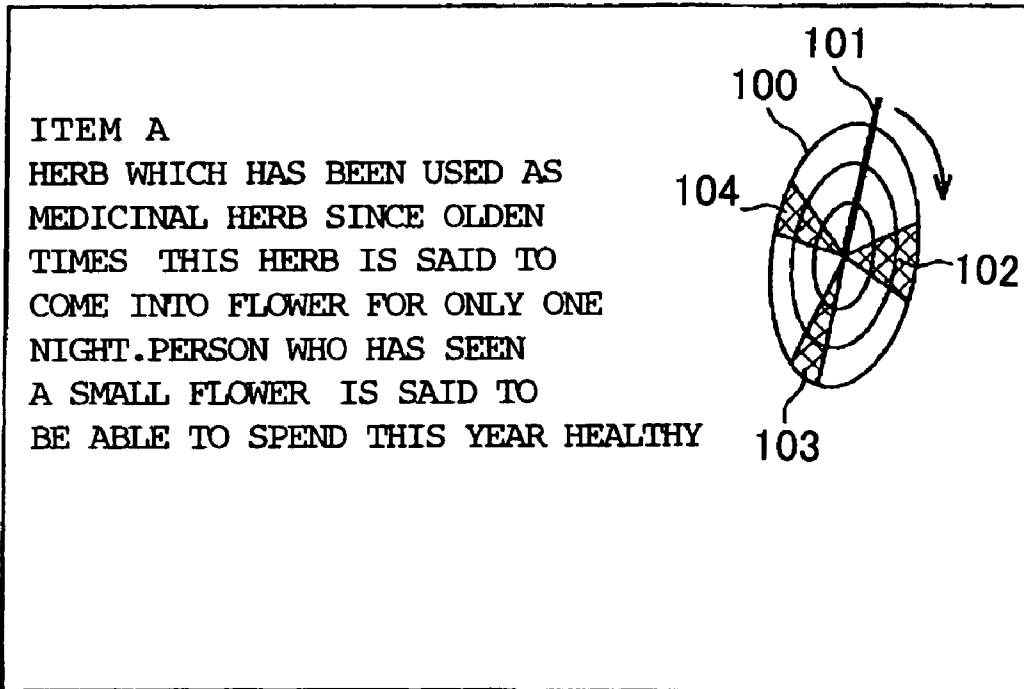 101
100
ITEM A
HERB WHICH HAS BEEN USED AS
104
MEDICINAL HERB SINCE OLDEN
TIMES THIS HERB IS SAID TO
102
COME INTO FLOWER FOR ONLY ONE
NIGHT.PERSON WHO HAS SEEN
A SMALL FLOWER IS SAID TO
BE ABLE TO SPEND THIS YEAR HEALTHY
103